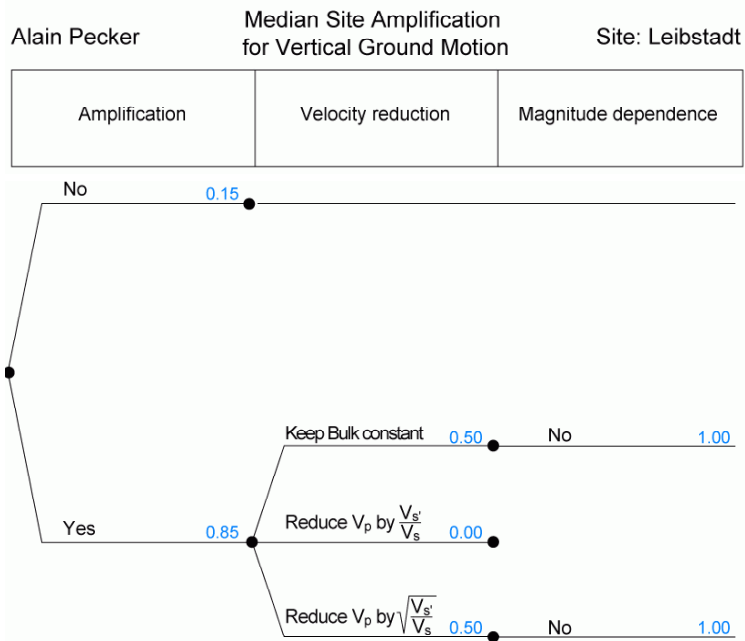 Alain Pecker
Median Site Amplification
for Vertical Ground Motion
Site: Leibstadt
Amplification
Velocity reduction
Magnitude dependence
No 0.15
Keep Bulk constant 0.50 No 1.00
Yes 0.85
Reduce Vp by Vs'/Vs 0.00
Reduce Vp by √Vs'/Vs 0.50 No 1.00